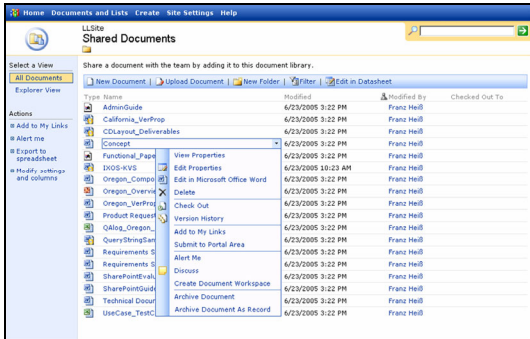 Home Documents and Lists Create Site Settings Help
LLSite
Shared Documents
Select a View
All Documents
Explorer View
Actions
Add to My Links
Alert me
Export to
spreadsheet
Modify settings
and columns
Share a document with the team by adding it to this document library.
New Document | Upload Document | New Folder | Filter | Edit in Datasheet
Type Name Modified Modified By Checked Out To
AdminGuide 6/23/2005 3:22 PM Franz Heiß
California_VerProp 6/23/2005 3:22 PM Franz Heiß
CDLayout_Deliverables 6/23/2005 3:22 PM Franz Heiß
Concept 6/23/2005 3:22 PM Franz Heiß
Functional_Pape 6/23/2005 3:22 PM Franz Heiß
IXOS-KVS 6/23/2005 10:23 AM Franz Heiß
Oregon_Compo 6/23/2005 3:22 PM Franz Heiß
Oregon_Overvie 6/23/2005 3:22 PM Franz Heiß
Oregon_VerProp 6/23/2005 3:22 PM Franz Heiß
Product Request 6/23/2005 3:22 PM Franz Heiß
QAlog_Oregon_ 6/23/2005 3:22 PM Franz Heiß
QueryStringSam 6/23/2005 3:22 PM Franz Heiß
Requirements S 6/23/2005 3:22 PM Franz Heiß
Requirements S 6/23/2005 3:22 PM Franz Heiß
SharePointEvalu 6/23/2005 3:22 PM Franz Heiß
SharePointGuid 6/23/2005 3:22 PM Franz Heiß
Technical Docur 6/23/2005 3:22 PM Franz Heiß
UseCase_TestC 6/23/2005 3:22 PM Franz Heiß
View Properties
Edit Properties
Edit in Microsoft Office Word
Delete
Check Out
Version History
Add to My Links
Submit to Portal Area
Alert Me
Discuss
Create Document Workspace
Archive Document
Archive Document As Record